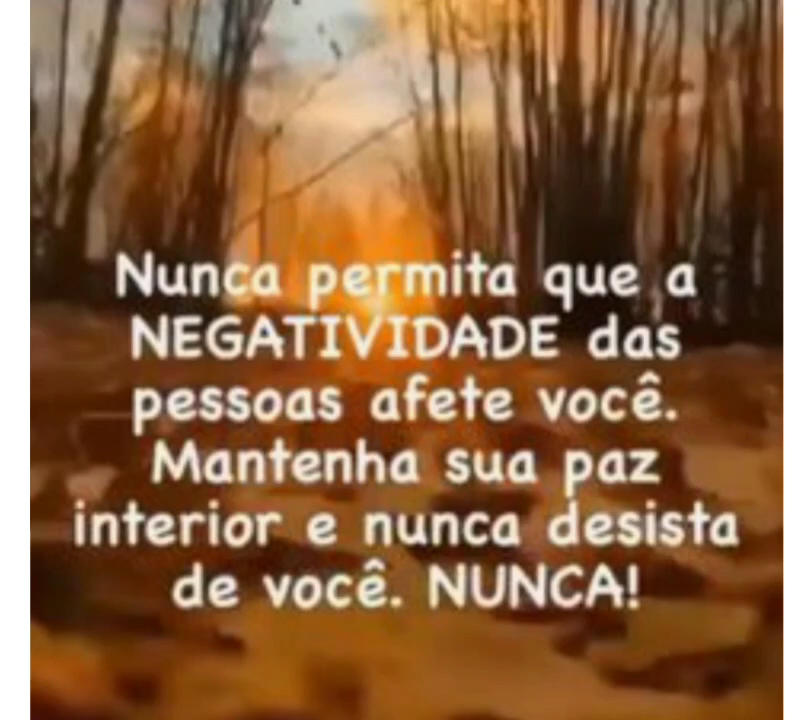 Nunca permita que a
NEGATIVIDADE das
pessoas afete você.
Mantenha sua paz
interior e nunca desista
de você. NUNCA!